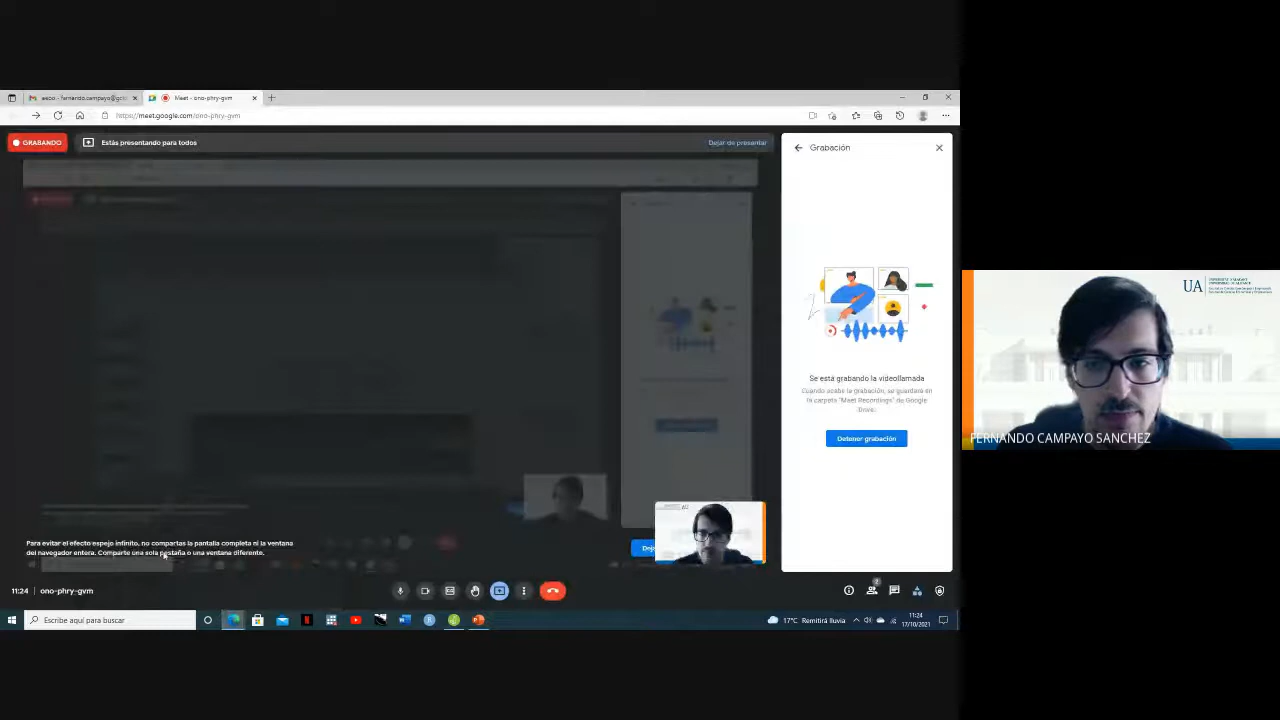 Meet - ono-phry-gvm
https://meet.google.com/ono-phry-gvm
GRABANDO
Estás presentando para todos
Dejar de presentar
Grabación
Se está grabando la videollamada
Cuando acabe la grabación, se guardará en
la carpeta "Meet Recordings" de Google
Drive.
Detener grabación
UA
FERNANDO CAMPAYO SANCHEZ
Para evitar el efecto espejo infinito, no compartas la pantalla completa ni la ventana
del navegador entera. Comparte una sola pestaña o una ventana diferente.
11:24 | ono-phry-gvm
2
Escribe aquí para buscar
17°C Remitirá lluvia
11:24
17/10/2021